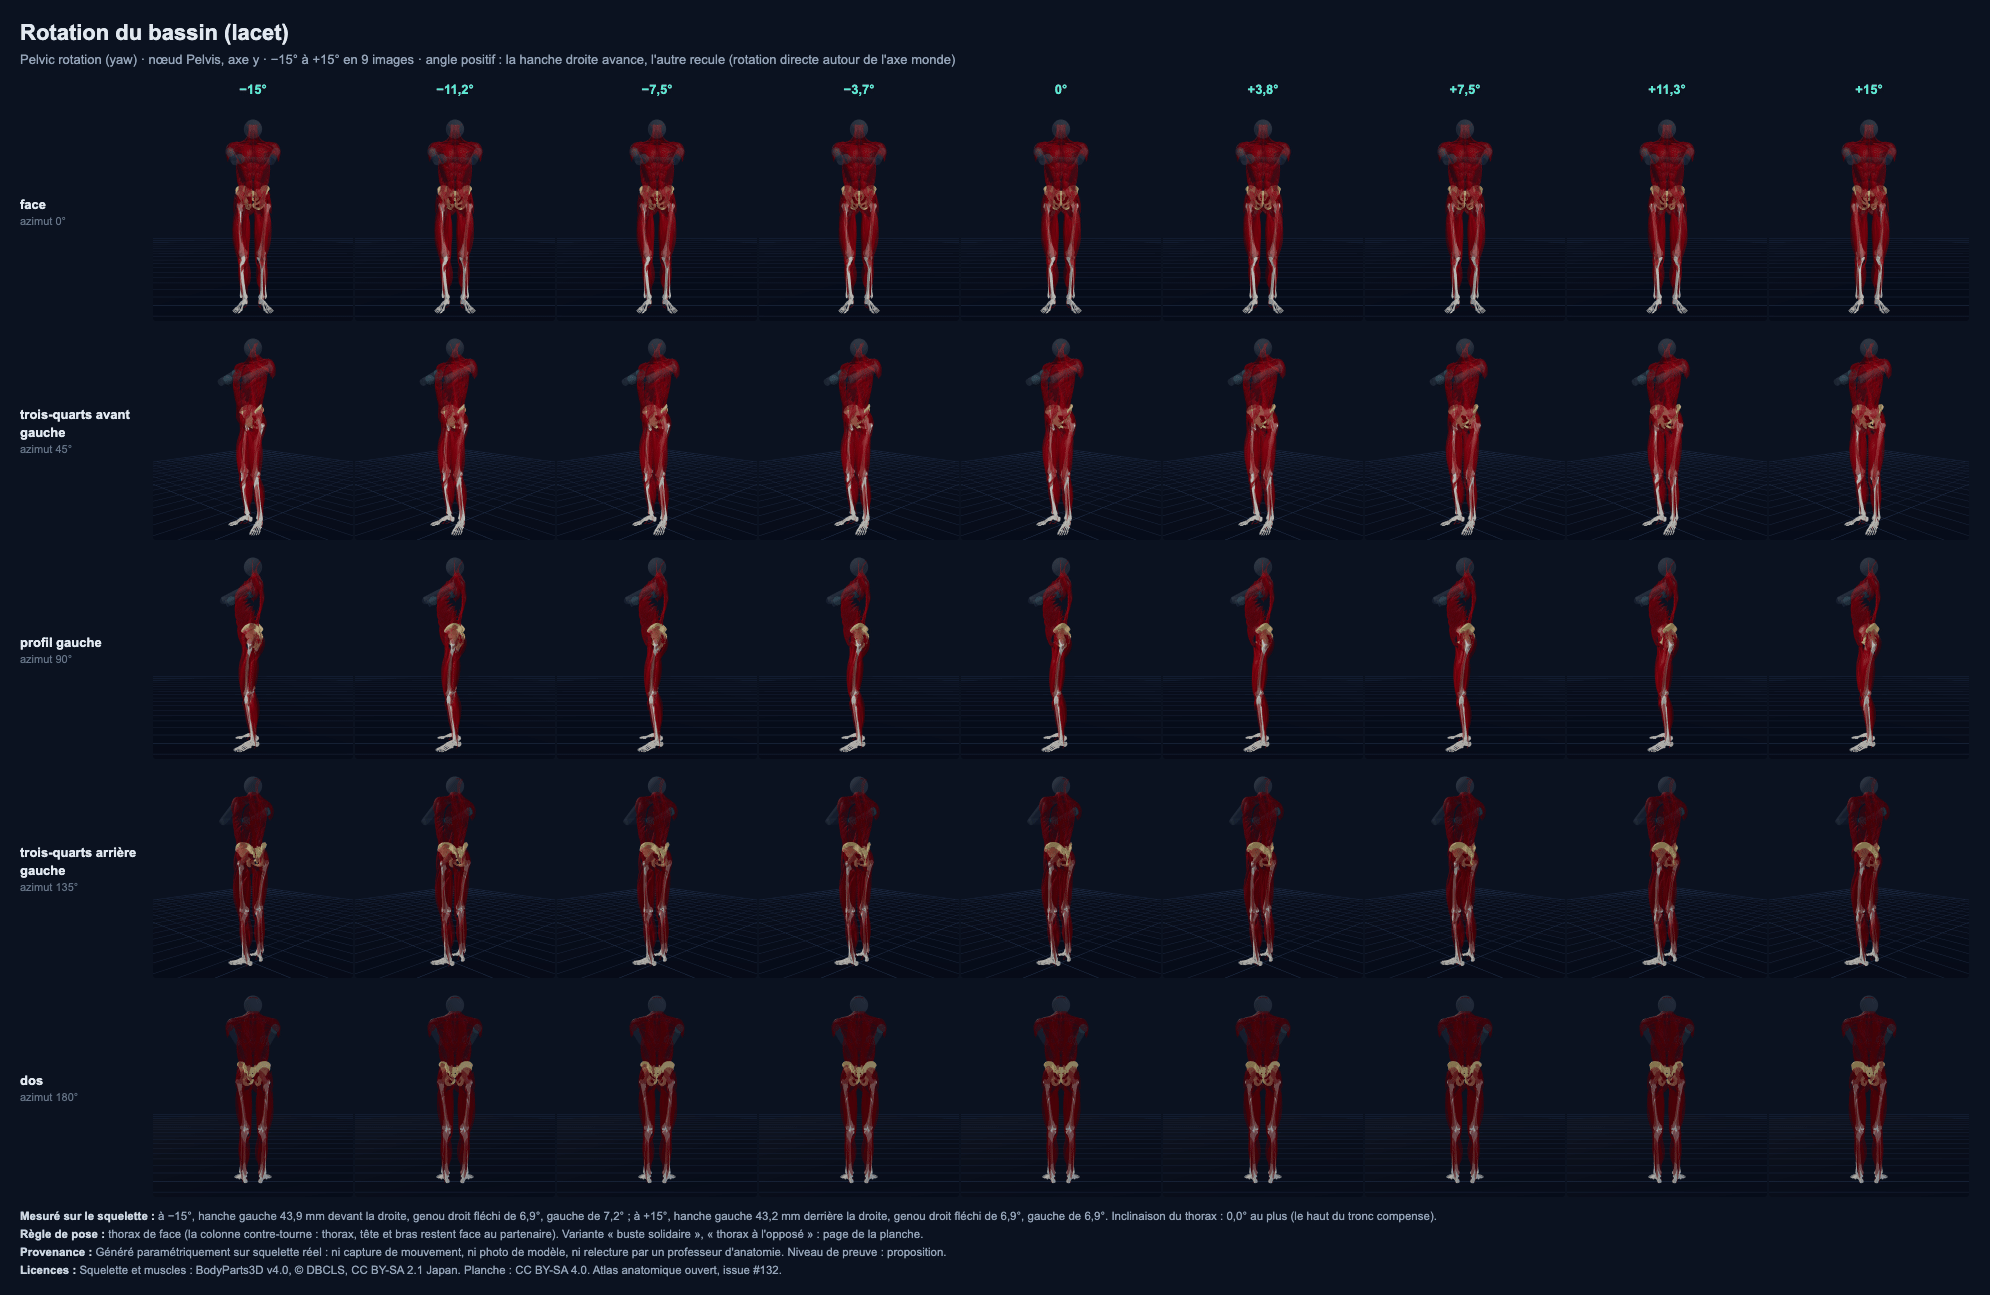 Rotation du bassin (lacet)
Pelvic rotation (yaw) · nœud Pelvis, axe y · −15° à +15° en 9 images · angle positif : la hanche droite avance, l'autre recule (rotation directe autour de l'axe monde)
−15° −11,2° −7,5° −3,7° 0° +3,8° +7,5° +11,3° +15°
face
azimut 0°
trois-quarts avant
gauche
azimut 45°
profil gauche
azimut 90°
trois-quarts arrière
gauche
azimut 135°
dos
azimut 180°
Mesuré sur le squelette : à −15°, hanche gauche 43,9 mm devant la droite, genou droit fléchi de 6,9°, gauche de 7,2° ; à +15°, hanche gauche 43,2 mm derrière la droite, genou droit fléchi de 6,9°, gauche de 6,9°. Inclinaison du thorax : 0,0° au plus (le haut du tronc compense).
Règle de pose : thorax de face (la colonne contre-tourne : thorax, tête et bras restent face au partenaire). Variante « buste solidaire », « thorax à l'opposé » : page de la planche.
Provenance : Généré paramétriquement sur squelette réel : ni capture de mouvement, ni photo de modèle, ni relecture par un professeur d'anatomie. Niveau de preuve : proposition.
Licences : Squelette et muscles : BodyParts3D v4.0, © DBCLS, CC BY-SA 2.1 Japan. Planche : CC BY-SA 4.0. Atlas anatomique ouvert, issue #132.